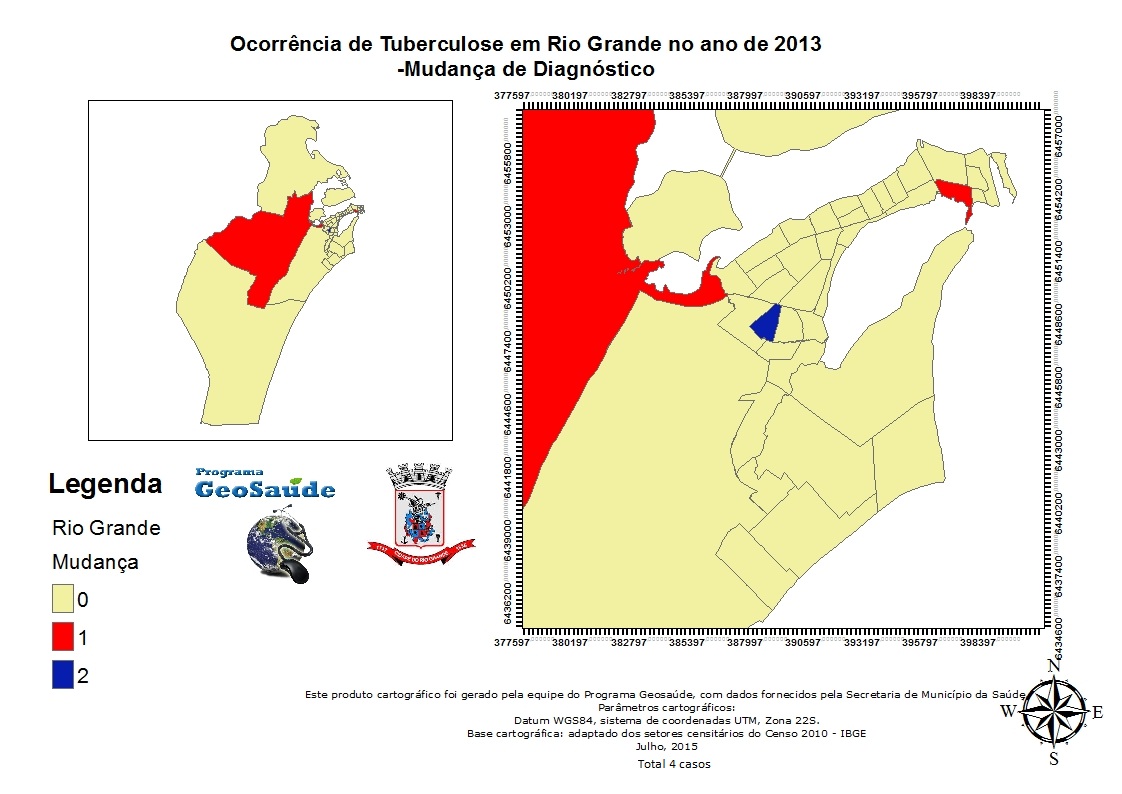 Ocorrência de Tuberculose em Rio Grande no ano de 2013
-Mudança de Diagnóstico
377597 380197 382797 385397 387997 390597 393197 395797 398397
6455800
6453000
6450200
6447400
6444600
6441800
6439000
6436200
6457000
6454200
6451400
6448600
6445800
6443000
6440200
6437400
6434600
377597 380197 382797 385397 387997 390597 393197 395797 398397
Legenda
Rio Grande
Mudança
0
1
2
Programa
GeoSaúde
1737 CIDADE DO RIO GRANDE 1835
N
W E
S
Este produto cartográfico foi gerado pela equipe do Programa Geosaúde, com dados fornecidos pela Secretaria de Município da Saúde
Parâmetros cartográficos:
Datum WGS84, sistema de coordenadas UTM, Zona 22S.
Base cartográfica: adaptado dos setores censitários do Censo 2010 - IBGE
Julho, 2015
Total 4 casos